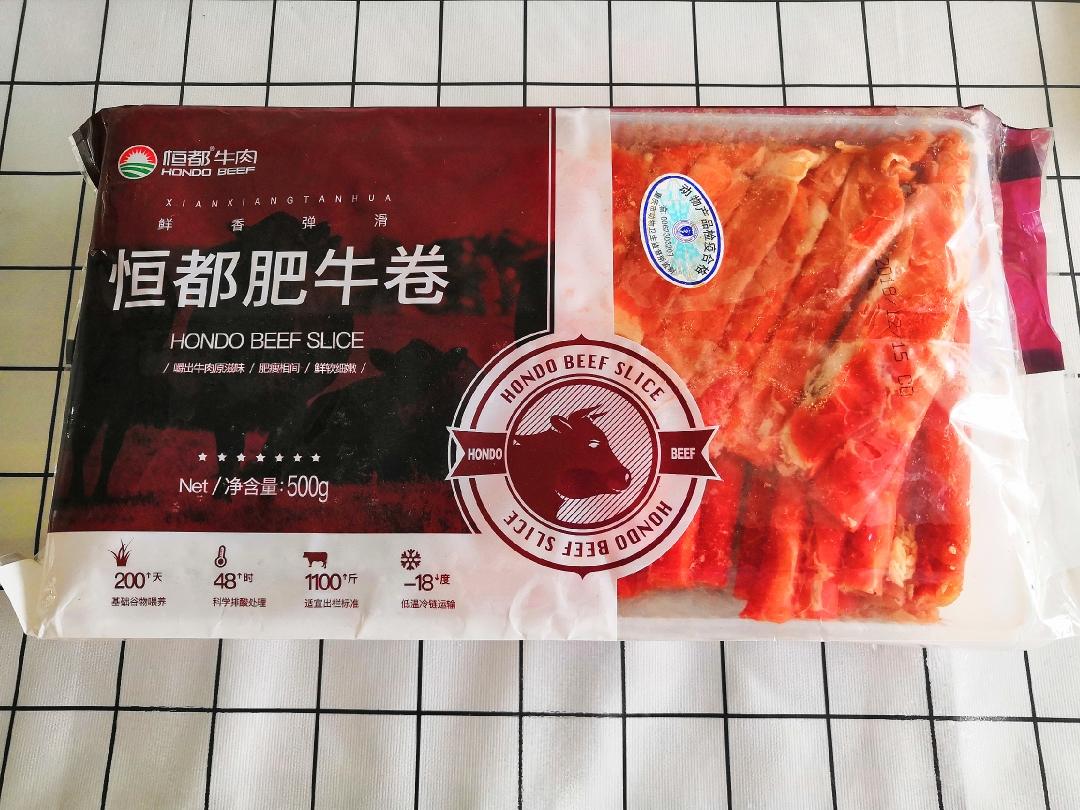 恒都®牛肉
HONDO BEEF
XIANXIANGTANHUA
鲜 香 弹 滑
恒都肥牛卷
HONDO BEEF SLICE
/ 嚼出牛肉原滋味 / 肥瘦相间 / 鲜软细嫩 /
Net / 净含量:500g
200↑天
基础谷物喂养
48↑时
科学排酸处理
1100↑斤
适宜出栏标准
-18↓度
低温冷链运输
HONDO BEEF SLICE
HONDO
BEEF
HONDO BEEF SLICE
动物产品检疫合格
2018/12/15 CQ